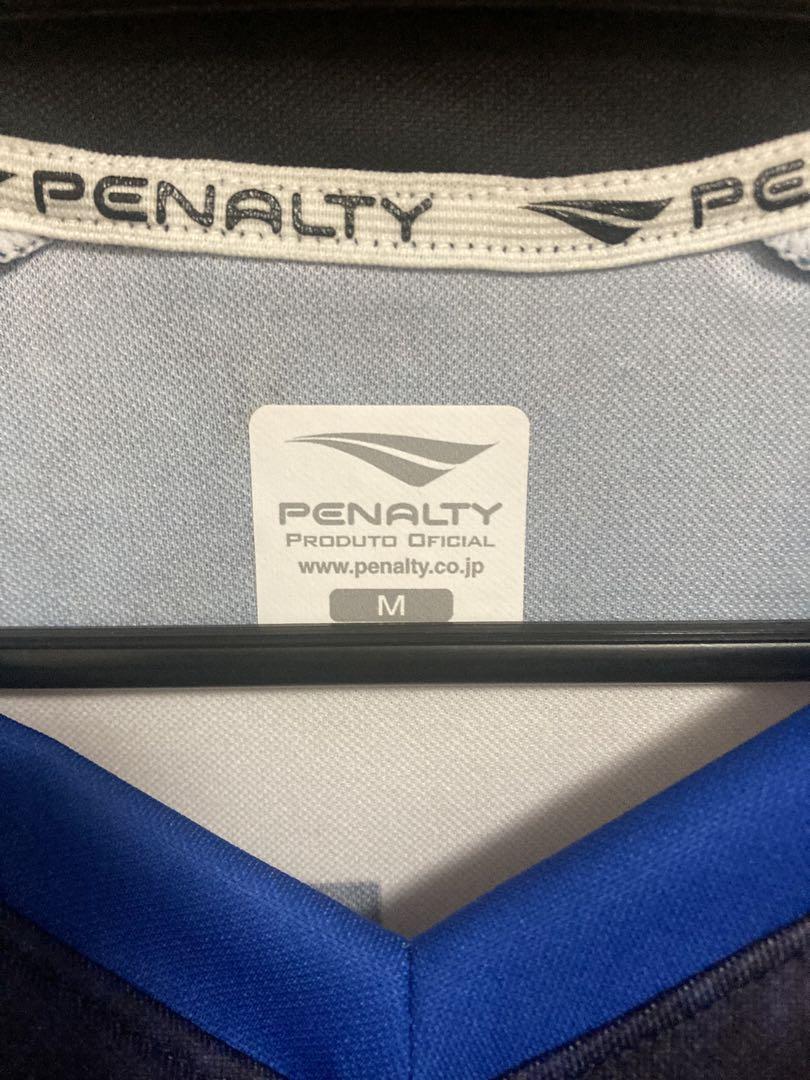 PENALTY PE
PENALTY
PRODUTO OFICIAL
www.penalty.co.jp
M